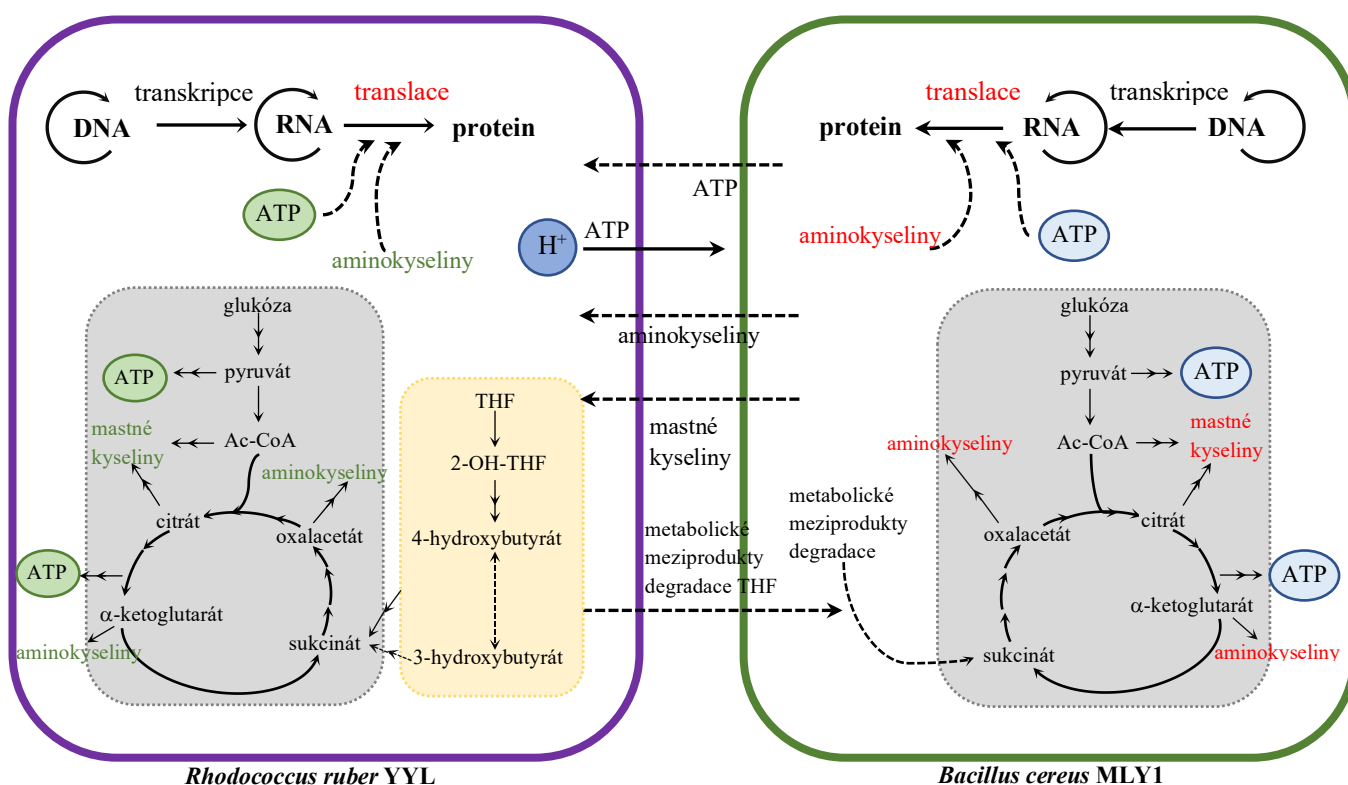 transkripce
translace
DNA
RNA
protein
ATP
aminokyseliny
H+
glukóza
ATP
pyruvát
mastné
kyseliny
Ac-CoA
aminokyseliny
citrát
oxalacetát
ATP
α-ketoglutarát
aminokyseliny
sukcinát
THF
2-OH-THF
4-hydroxybutyrát
3-hydroxybutyrát
ATP
ATP
aminokyseliny
mastné
kyseliny
metabolické
meziprodukty
degradace THF
translace
transkripce
protein
RNA
DNA
aminokyseliny
ATP
glukóza
pyruvát
ATP
aminokyseliny
Ac-CoA
mastné
kyseliny
metabolické
meziprodukty
degradace
oxalacetát
citrát
ATP
α-ketoglutarát
sukcinát
aminokyseliny
Rhodococcus ruber YYL
Bacillus cereus MLY1